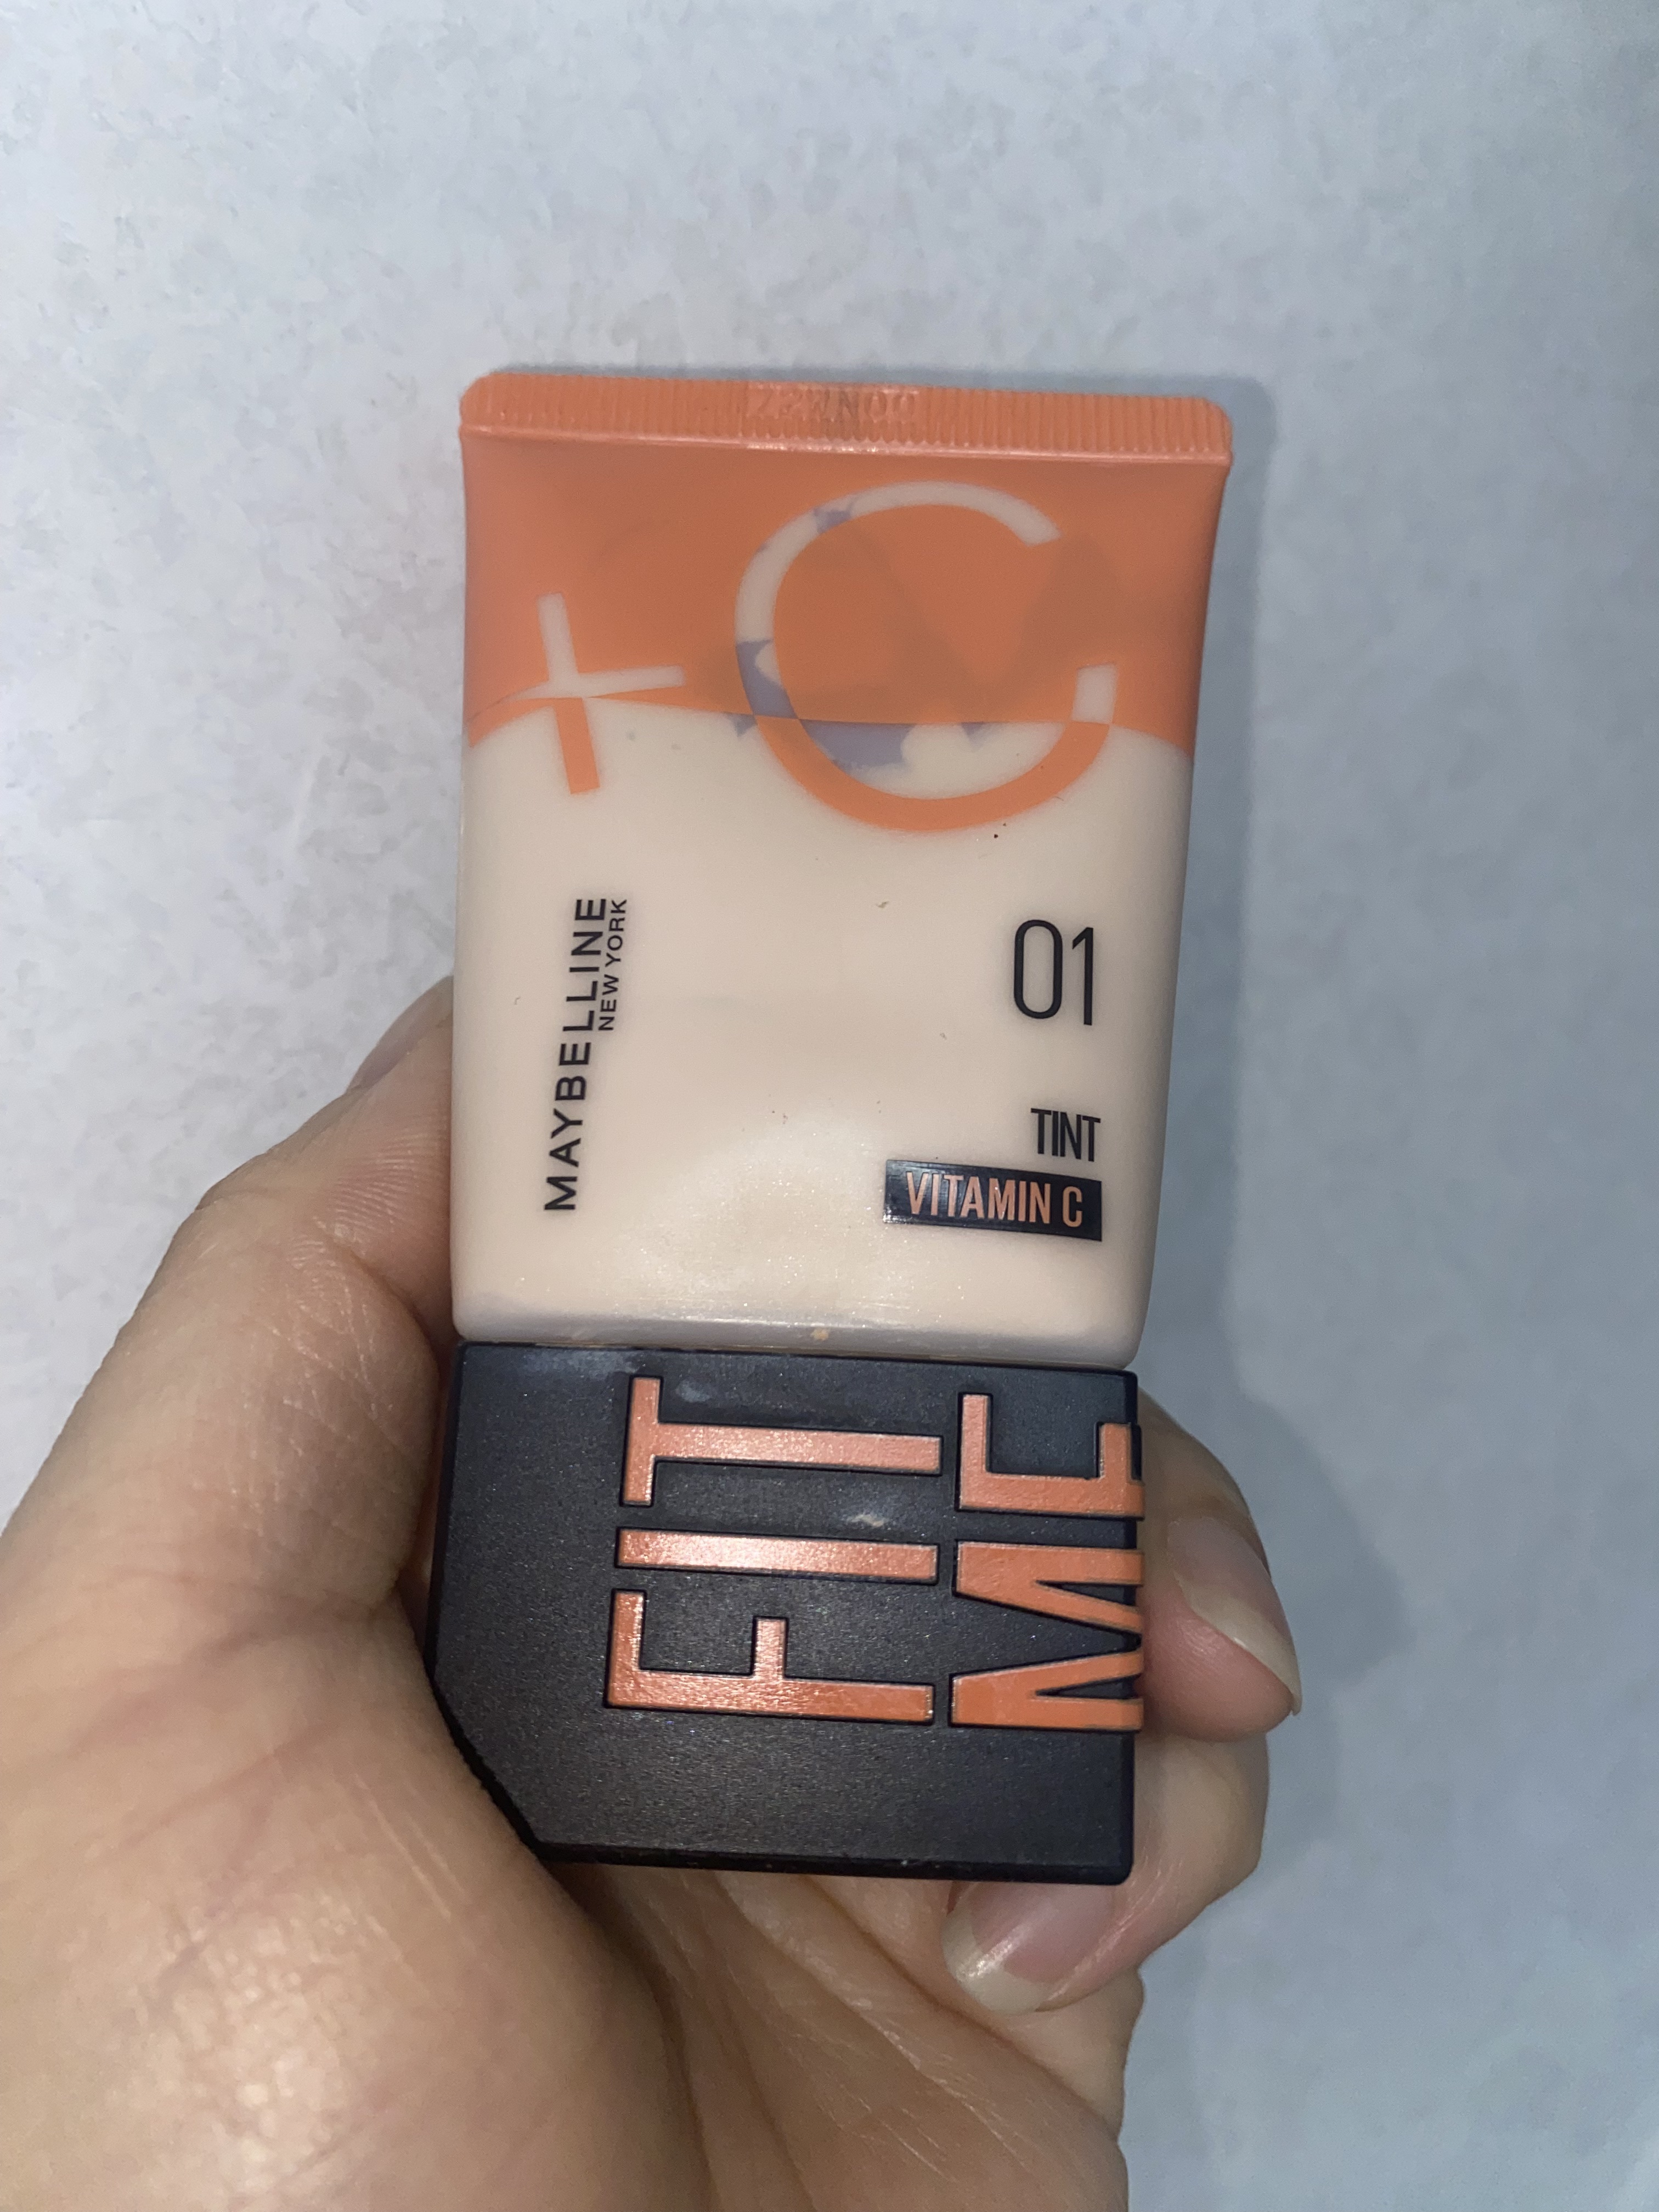 +C
MAYBELLINE
NEW YORK
01
TINT
VITAMIN C
FIT
ME